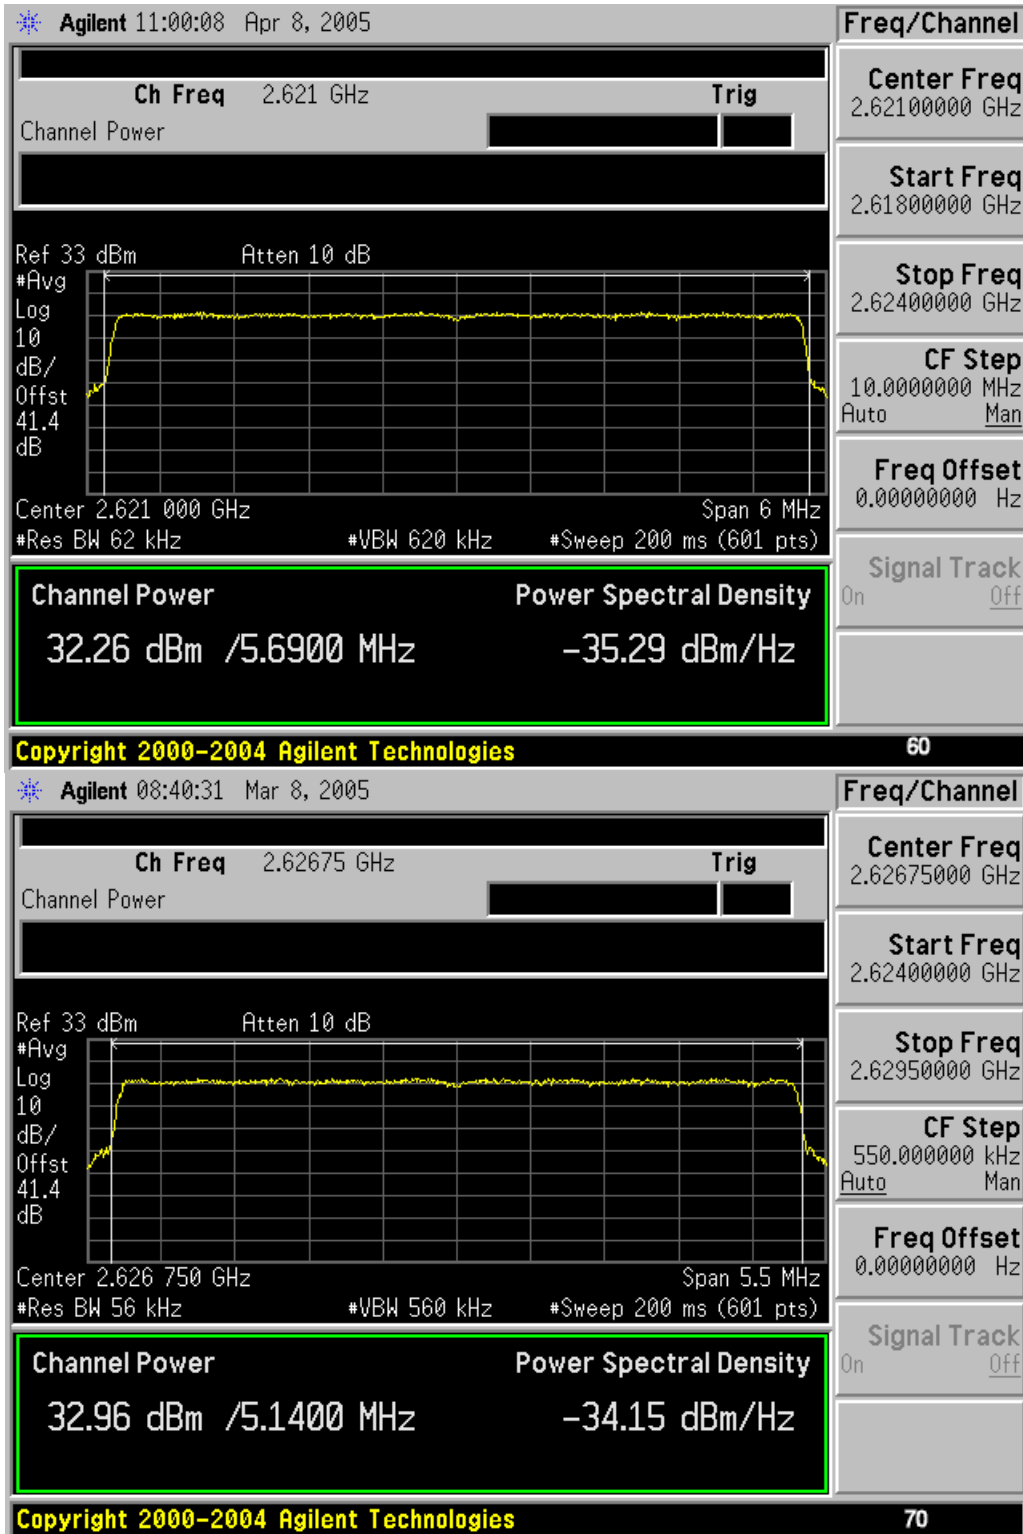 Agilent 11:00:08 Apr 8, 2005
Freq/Channel
Ch Freq 2.621 GHz Trig
Channel Power
Center Freq
2.62100000 GHz
Start Freq
2.61800000 GHz
Stop Freq
2.62400000 GHz
CF Step
10.0000000 MHz
Auto Man
Freq Offset
0.00000000 Hz
Signal Track
On Off
Ref 33 dBm Atten 10 dB
#Avg
Log
10
dB/
Offst
41.4
dB
Center 2.621 000 GHz Span 6 MHz
#Res BW 62 kHz #VBW 620 kHz #Sweep 200 ms (601 pts)
Channel Power Power Spectral Density
32.26 dBm /5.6900 MHz -35.29 dBm/Hz
Copyright 2000-2004 Agilent Technologies 60
Agilent 08:40:31 Mar 8, 2005
Freq/Channel
Ch Freq 2.62675 GHz Trig
Channel Power
Center Freq
2.62675000 GHz
Start Freq
2.62400000 GHz
Stop Freq
2.62950000 GHz
CF Step
550.000000 kHz
Auto Man
Freq Offset
0.00000000 Hz
Signal Track
On Off
Ref 33 dBm Atten 10 dB
#Avg
Log
10
dB/
Offst
41.4
dB
Center 2.626 750 GHz Span 5.5 MHz
#Res BW 56 kHz #VBW 560 kHz #Sweep 200 ms (601 pts)
Channel Power Power Spectral Density
32.96 dBm /5.1400 MHz -34.15 dBm/Hz
Copyright 2000-2004 Agilent Technologies 70